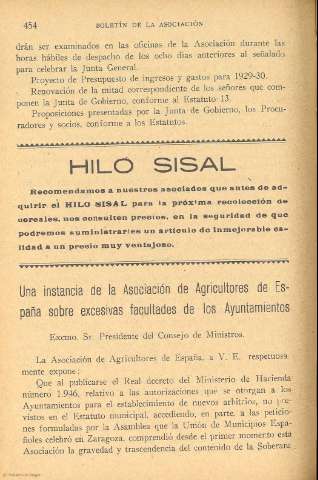 454 BOLETÍN DE LA ASOCIACIÓN
drán ser examinados en las oficinas de la Asociación durante las
horas hábiles de despacho de los ocho días anteriores al señalado
para celebrar la Junta General.
Proyecto de Presupuesto de ingresos y gastos para 1929-30.
Renovación de la mitad correspondiente de los señores que com-
ponen la Junta de Gobierno, conforme al Estatuto 13.
Proposiciones presentadas por la Junta de Gobierno, los Procu-
radores y socios, conforme a los Estatutos.
HILO SISAL
Recomendamos a nuestros asociados que antes de ad-
quirir el HILO SISAL para la próxima recolección de
cereales, nos consulten precios, en la seguridad de que
podremos suministrarles un artículo de inmejorable ca-
lidad a un precio muy ventajoso.
Una instancia de la Asociación de Agricultores de Es-
paña sobre excesivas facultades de los Ayuntamientos
Excmo. Sr. Presidente del Consejo de Ministros.
La Asociación de Agricultores de España, a V. E. respetuosa-
mente expone:
Que al publicarse el Real decreto del Ministerio de Hacienda
número 1.946, relativo a las autorizaciones que se otorgan a los
Ayuntamientos para el establecimiento de nuevos arbitrios, no pre-
vistos en el Estatuto municipal, accediendo, en parte, a las peticio-
nes formuladas por la Asamblea que la Unión de Municipios Espa-
ñoles celebró en Zaragoza, comprendió desde el primer momento esta
Asociación la gravedad y trascendencia del contenido de la Soberana